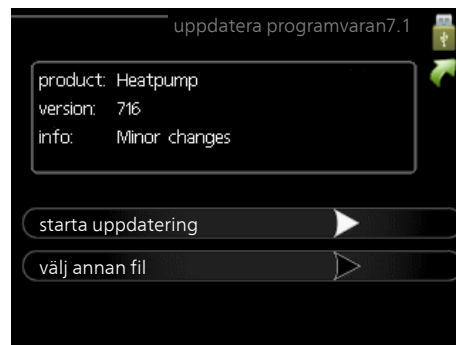 uppdatera programvaran7.1
product: Heatpump
version: 716
info: Minor changes
starta uppdatering
välj annan fil